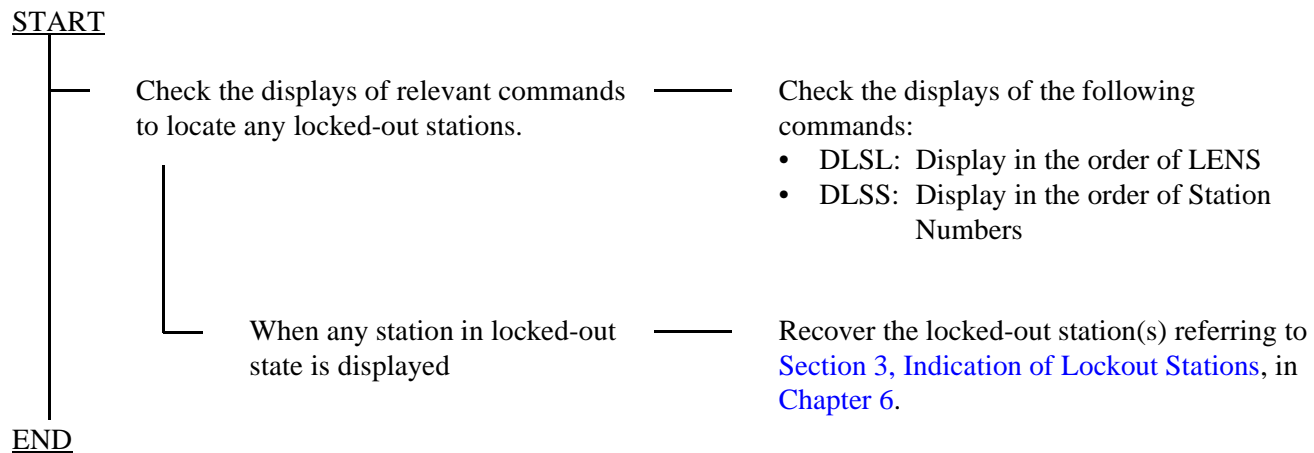 START
Check the displays of relevant commands
to locate any locked-out stations.
Check the displays of the following
commands:
• DLSL: Display in the order of LENS
• DLSS: Display in the order of Station
Numbers
When any station in locked-out
state is displayed
Recover the locked-out station(s) referring to
Section 3, Indication of Lockout Stations, in
Chapter 6.
END